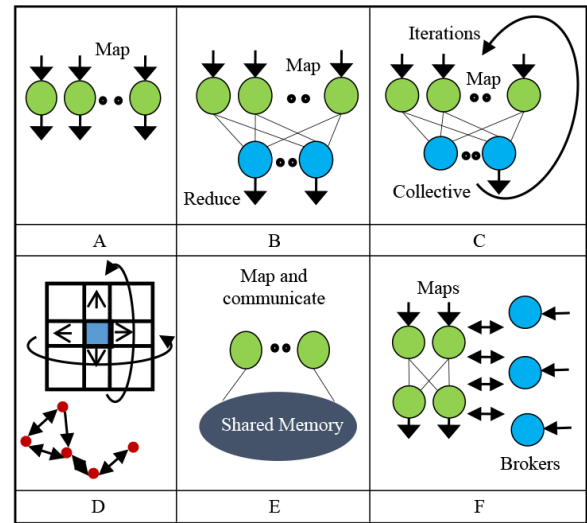 Map
A
Map
Reduce
B
Iterations
Map
Collective
C
D
Map and
communicate
Shared Memory
E
Maps
Brokers
F